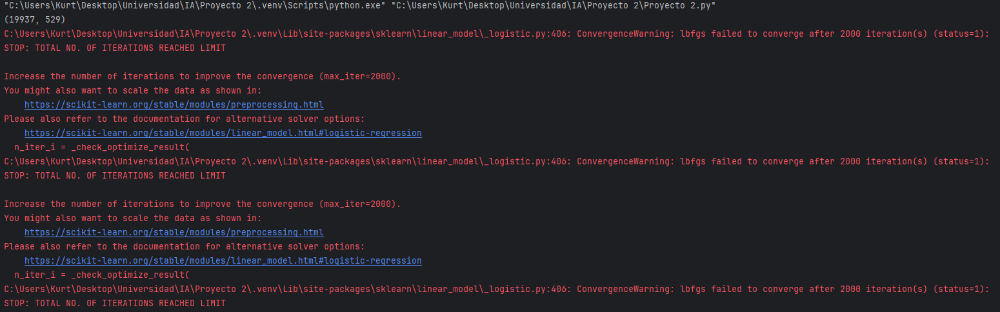 "C:\Users\Kurt\Desktop\Universidad\IA\Proyecto 2\.venv\Scripts\python.exe" "C:\Users\Kurt\Desktop\Universidad\IA\Proyecto 2\Proyecto 2.py"
(19937, 529)
C:\Users\Kurt\Desktop\Universidad\IA\Proyecto 2\.venv\Lib\site-packages\sklearn\linear_model\_logistic.py:406: ConvergenceWarning: lbfgs failed to converge after 2000 iteration(s) (status=1):
STOP: TOTAL NO. OF ITERATIONS REACHED LIMIT
Increase the number of iterations to improve the convergence (max_iter=2000).
You might also want to scale the data as shown in:
https://scikit-learn.org/stable/modules/preprocessing.html
Please also refer to the documentation for alternative solver options:
https://scikit-learn.org/stable/modules/linear_model.html#logistic-regression
n_iter_i = _check_optimize_result(
C:\Users\Kurt\Desktop\Universidad\IA\Proyecto 2\.venv\Lib\site-packages\sklearn\linear_model\_logistic.py:406: ConvergenceWarning: lbfgs failed to converge after 2000 iteration(s) (status=1):
STOP: TOTAL NO. OF ITERATIONS REACHED LIMIT
Increase the number of iterations to improve the convergence (max_iter=2000).
You might also want to scale the data as shown in:
https://scikit-learn.org/stable/modules/preprocessing.html
Please also refer to the documentation for alternative solver options:
https://scikit-learn.org/stable/modules/linear_model.html#logistic-regression
n_iter_i = _check_optimize_result(
C:\Users\Kurt\Desktop\Universidad\IA\Proyecto 2\.venv\Lib\site-packages\sklearn\linear_model\_logistic.py:406: ConvergenceWarning: lbfgs failed to converge after 2000 iteration(s) (status=1):
STOP: TOTAL NO. OF ITERATIONS REACHED LIMIT